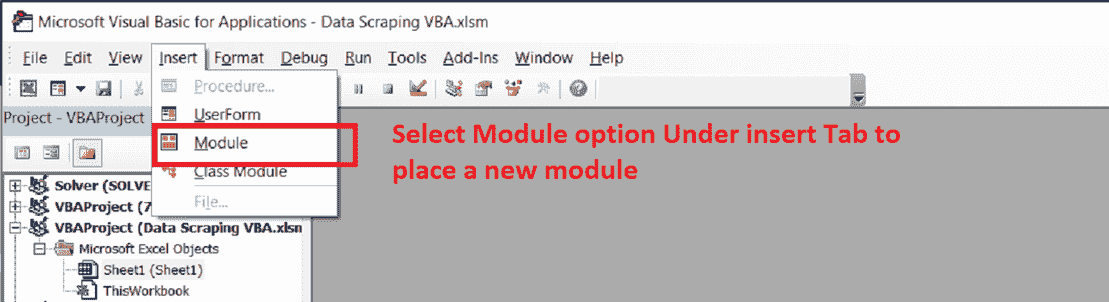 Microsoft Visual Basic for Applications - Data Scraping VBA.xlsm
File Edit View Insert Format Debug Run Tools Add-Ins Window Help
Procedure...
Project - VBAProject
UserForm
Module
Class Module
File...
Select Module option Under insert Tab to
place a new module
Solver (SOLVE
VBAProject (7
VBAProject (Data Scraping VBA.xlsm
Microsoft Excel Objects
Sheet1 (Sheet1)
ThisWorkbook